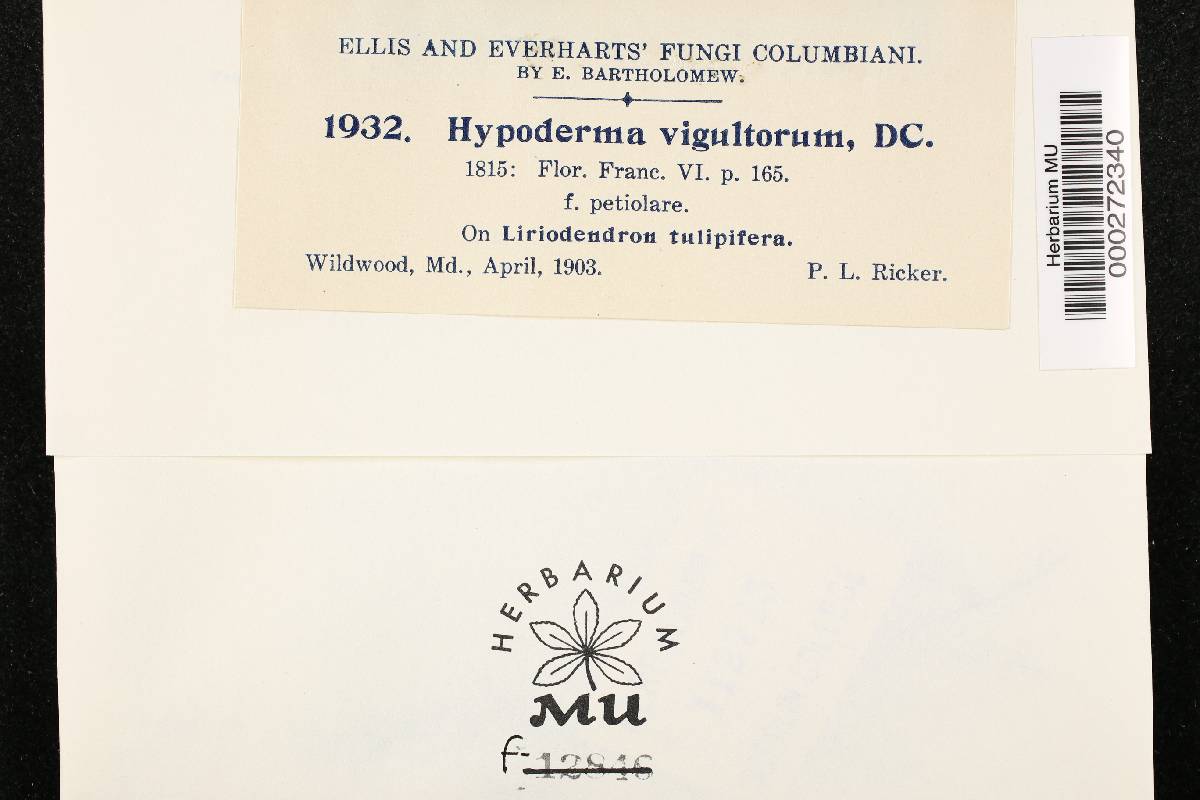 ELLIS AND EVERHARTS' FUNGI COLUMBIANI.
BY E. BARTHOLOMEW.
1932. Hypoderma vigultorum, DC.
1815: Flor. Franc. VI. p. 165.
f. petiolare.
On Liriodendron tulipifera.
Wildwood, Md., April, 1903. P. L. Ricker.
Herbarium MU
000272340
HERBARIUM
MU
f-12846